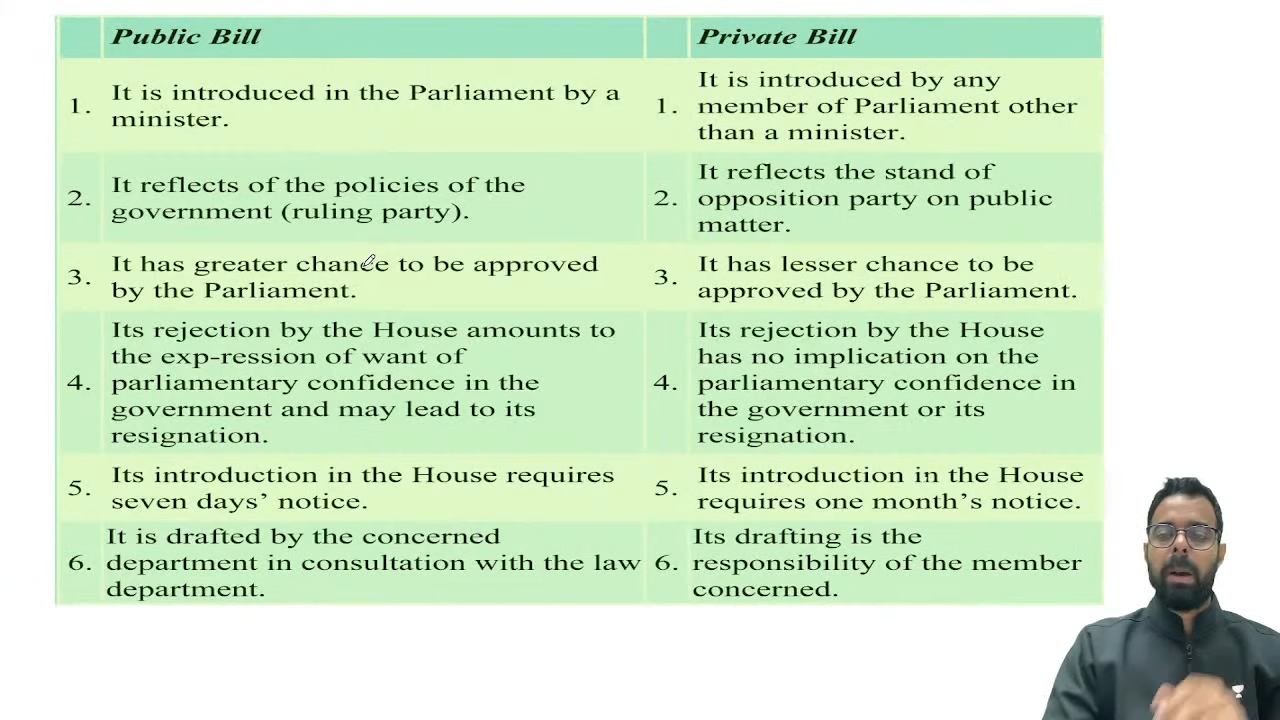 Public Bill
Private Bill
1.
It is introduced in the Parliament by a
minister.
1.
It is introduced by any
member of Parliament other
than a minister.
2.
It reflects of the policies of the
government (ruling party).
2.
It reflects the stand of
opposition party on public
matter.
3.
It has greater chance to be approved
by the Parliament.
3.
It has lesser chance to be
approved by the Parliament.
4.
Its rejection by the House amounts to
the exp-ression of want of
parliamentary confidence in the
government and may lead to its
resignation.
4.
Its rejection by the House
has no implication on the
parliamentary confidence in
the government or its
resignation.
5.
Its introduction in the House requires
seven days’ notice.
5.
Its introduction in the House
requires one month’s notice.
6.
It is drafted by the concerned
department in consultation with the law
department.
6.
Its drafting is the
responsibility of the member
concerned.